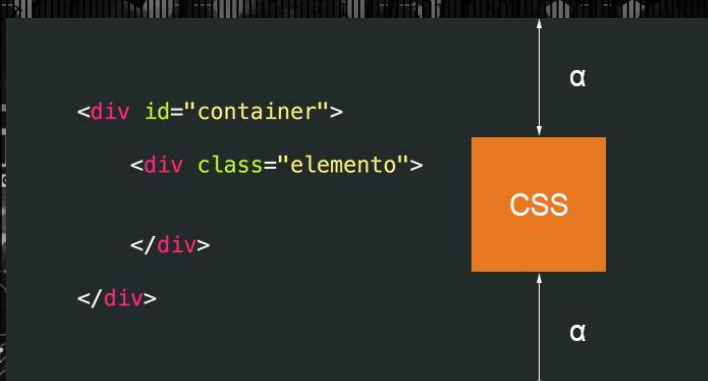 α
<div id="container">
<div class="elemento">
CSS
</div>
</div>
α